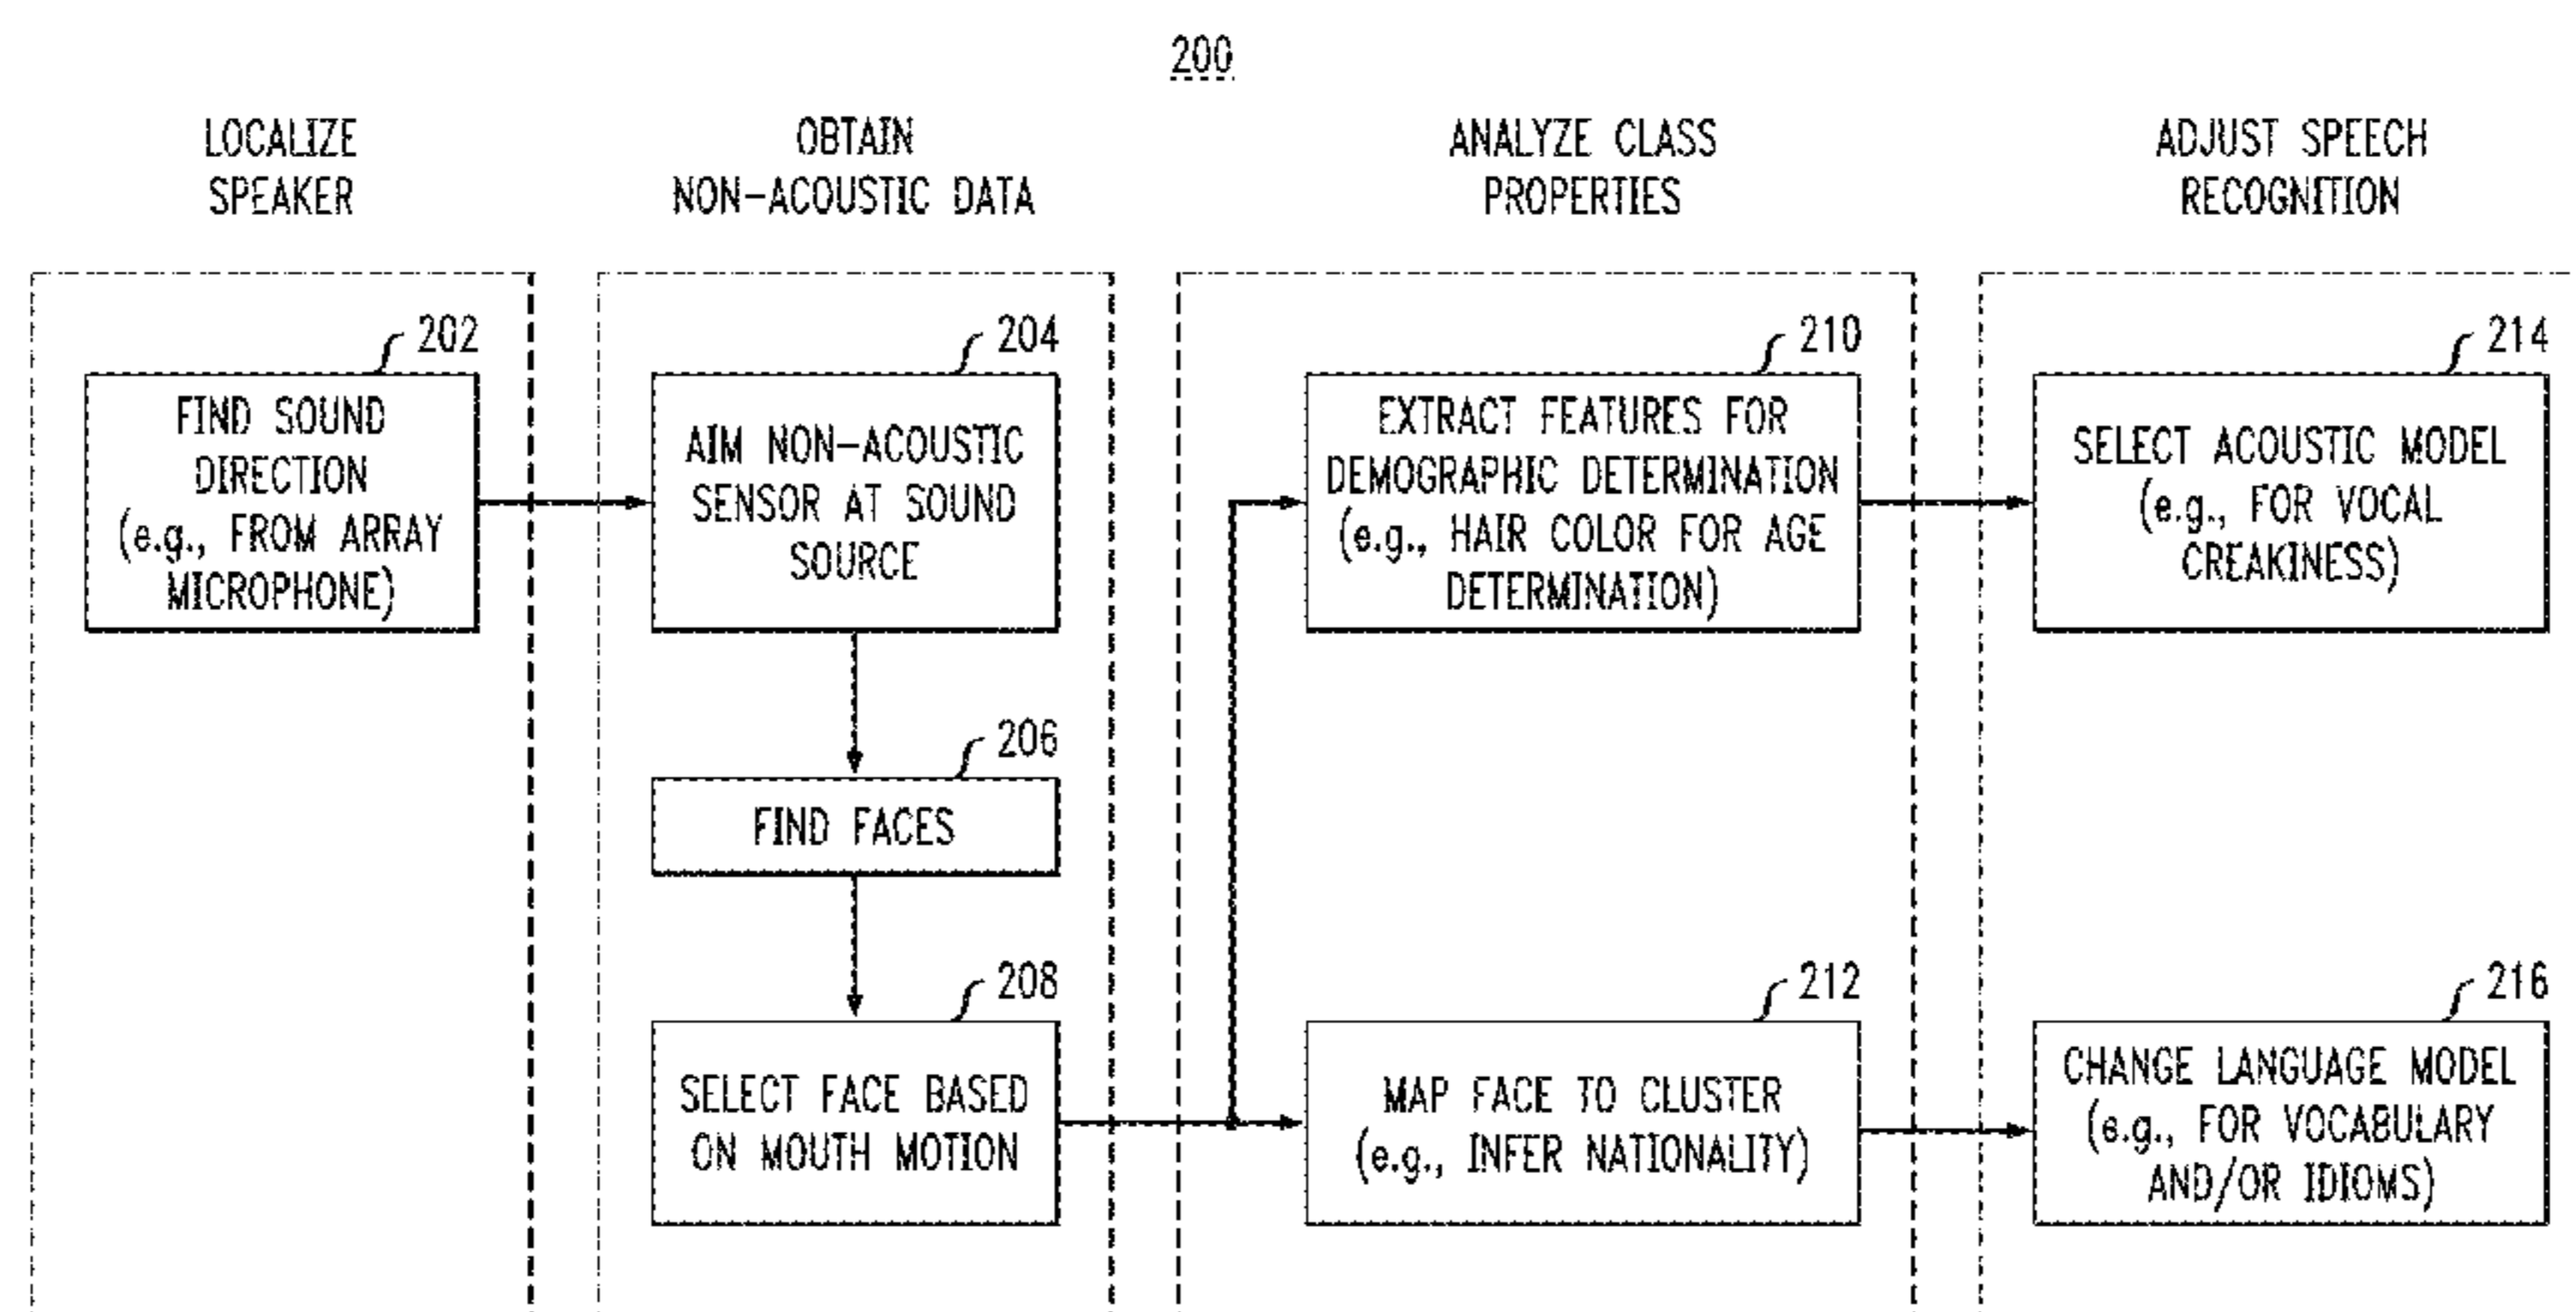 200
LOCALIZE
SPEAKER
OBTAIN
NON-ACOUSTIC DATA
ANALYZE CLASS
PROPERTIES
ADJUST SPEECH
RECOGNITION
202
FIND SOUND
DIRECTION
(e.g., FROM ARRAY
MICROPHONE)
204
AIM NON-ACOUSTIC
SENSOR AT SOUND
SOURCE
206
FIND FACES
208
SELECT FACE BASED
ON MOUTH MOTION
210
EXTRACT FEATURES FOR
DEMOGRAPHIC DETERMINATION
(e.g., HAIR COLOR FOR AGE
DETERMINATION)
212
MAP FACE TO CLUSTER
(e.g., INFER NATIONALITY)
214
SELECT ACOUSTIC MODEL
(e.g., FOR VOCAL
CREAKINESS)
216
CHANGE LANGUAGE MODEL
(e.g., FOR VOCABULARY
AND/OR IDIOMS)